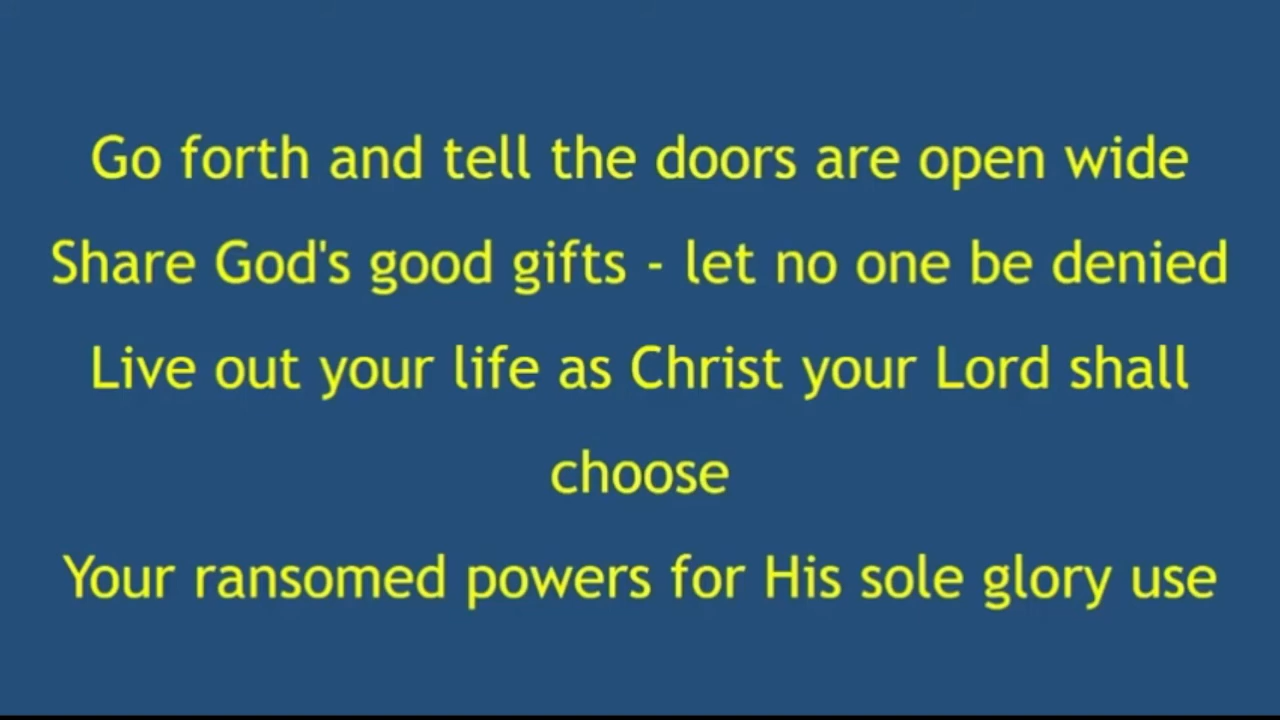 Go forth and tell the doors are open wide
Share God's good gifts - let no one be denied
Live out your life as Christ your Lord shall
choose
Your ransomed powers for His sole glory use